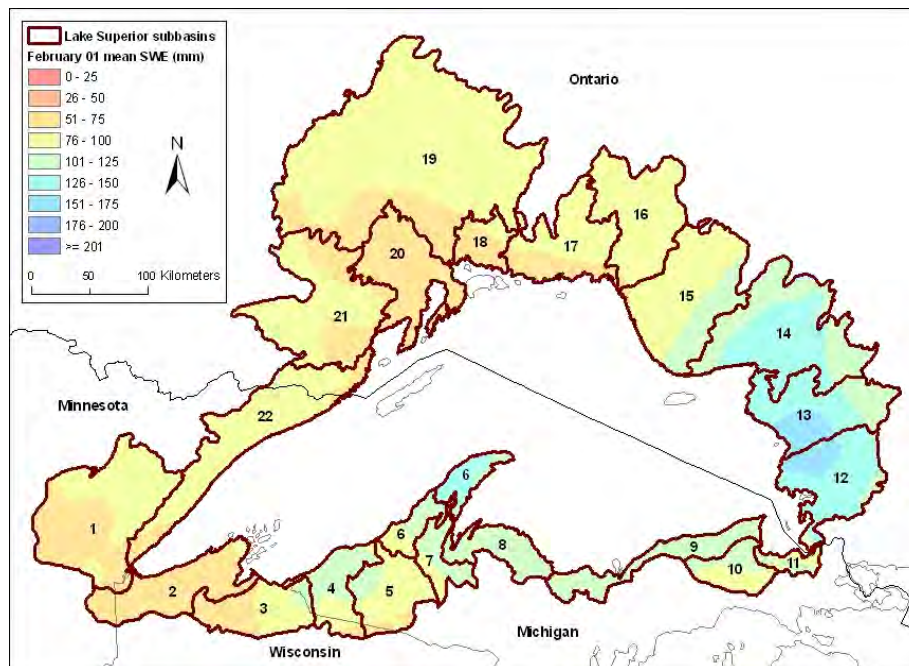 Lake Superior subbasins
February 01 mean SWE (mm)
0 - 25
26 - 50
51 - 75
76 - 100
101 - 125
126 - 150
151 - 175
176 - 200
>= 201
N
0 50 100 Kilometers
Ontario
19
16
18
17
20
15
21
14
Minnesota
22
13
12
6
1
6
7
8
9
10
11
2
3
4
5
Michigan
Wisconsin